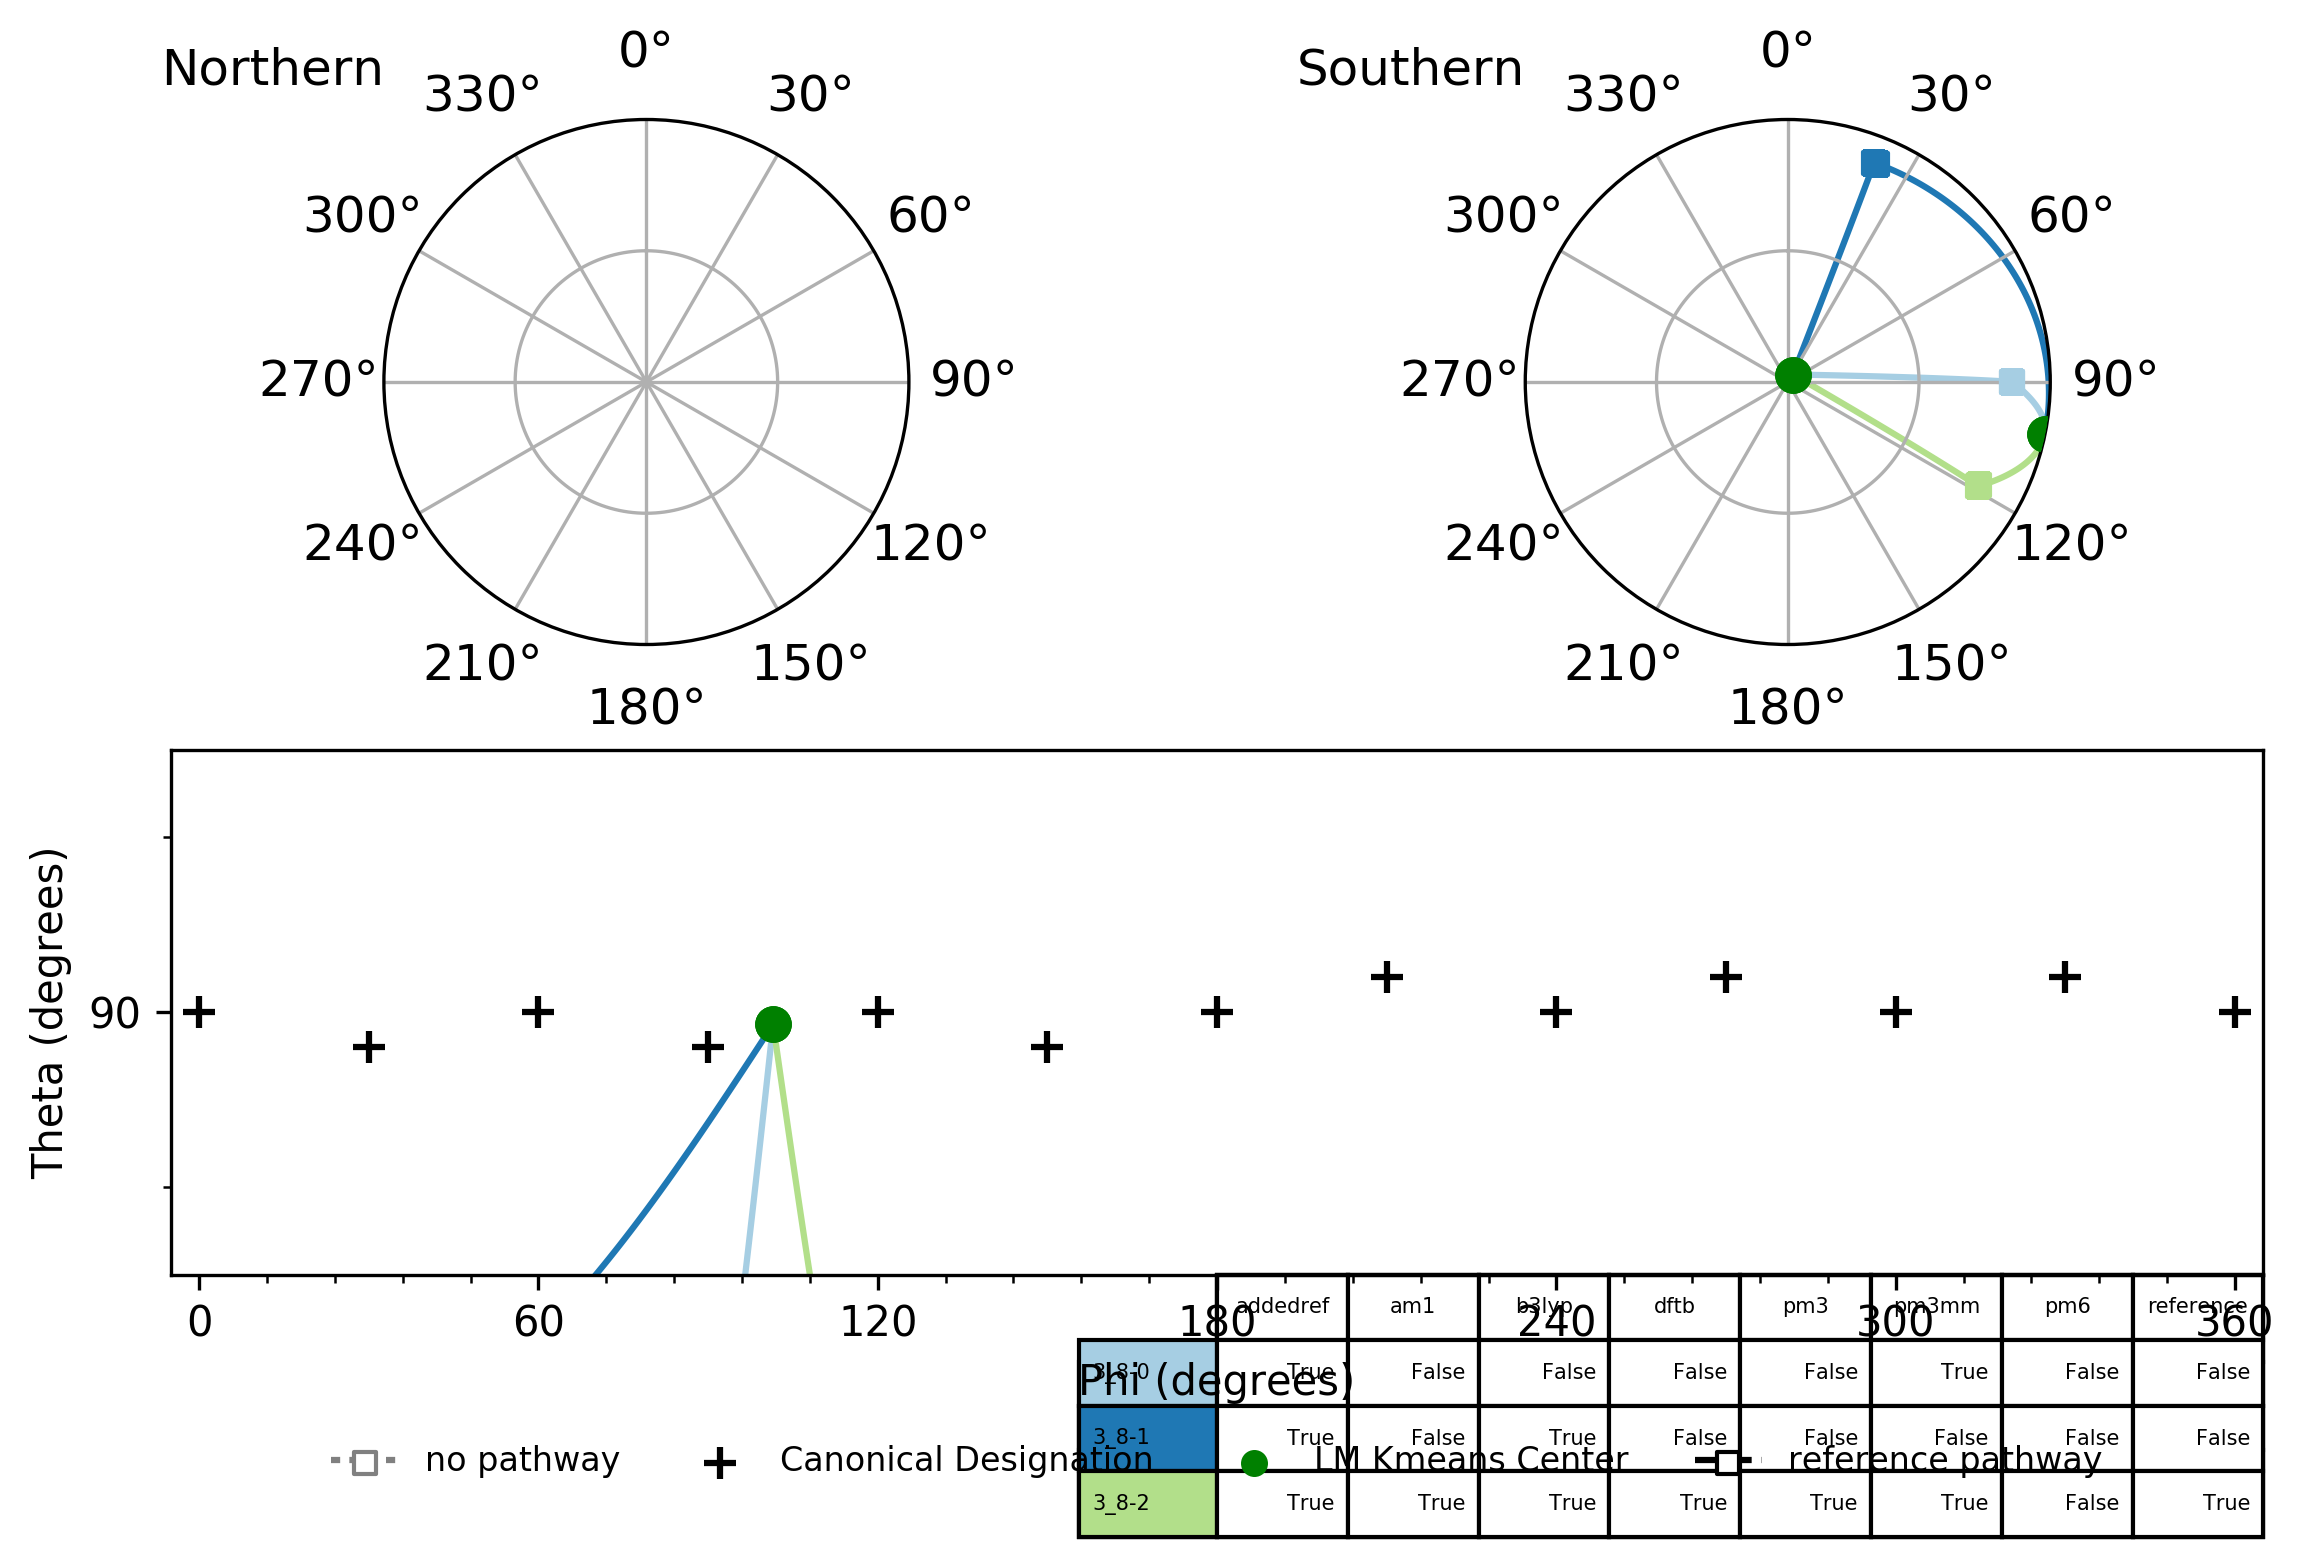 Northern
0°
330°
30°
300°
60°
270°
90°
240°
120°
210°
150°
180°
Southern
0°
330°
30°
300°
60°
270°
90°
240°
120°
210°
150°
180°
Theta (degrees)
90
0 60 120 180 240 300 360
Phi (degrees)
addedref am1 b3lyp dftb pm3 pm3mm pm6 reference
3_8-0 True False False False False True False False
3_8-1 True False True False False False False False
3_8-2 True True True True True True False True
no pathway Canonical Designation LM Kmeans Center reference pathway